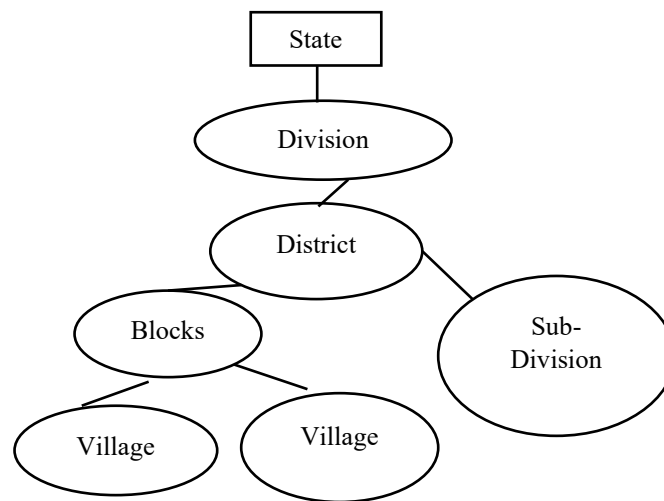 State
Division
District
Blocks
Sub-
Division
Village
Village